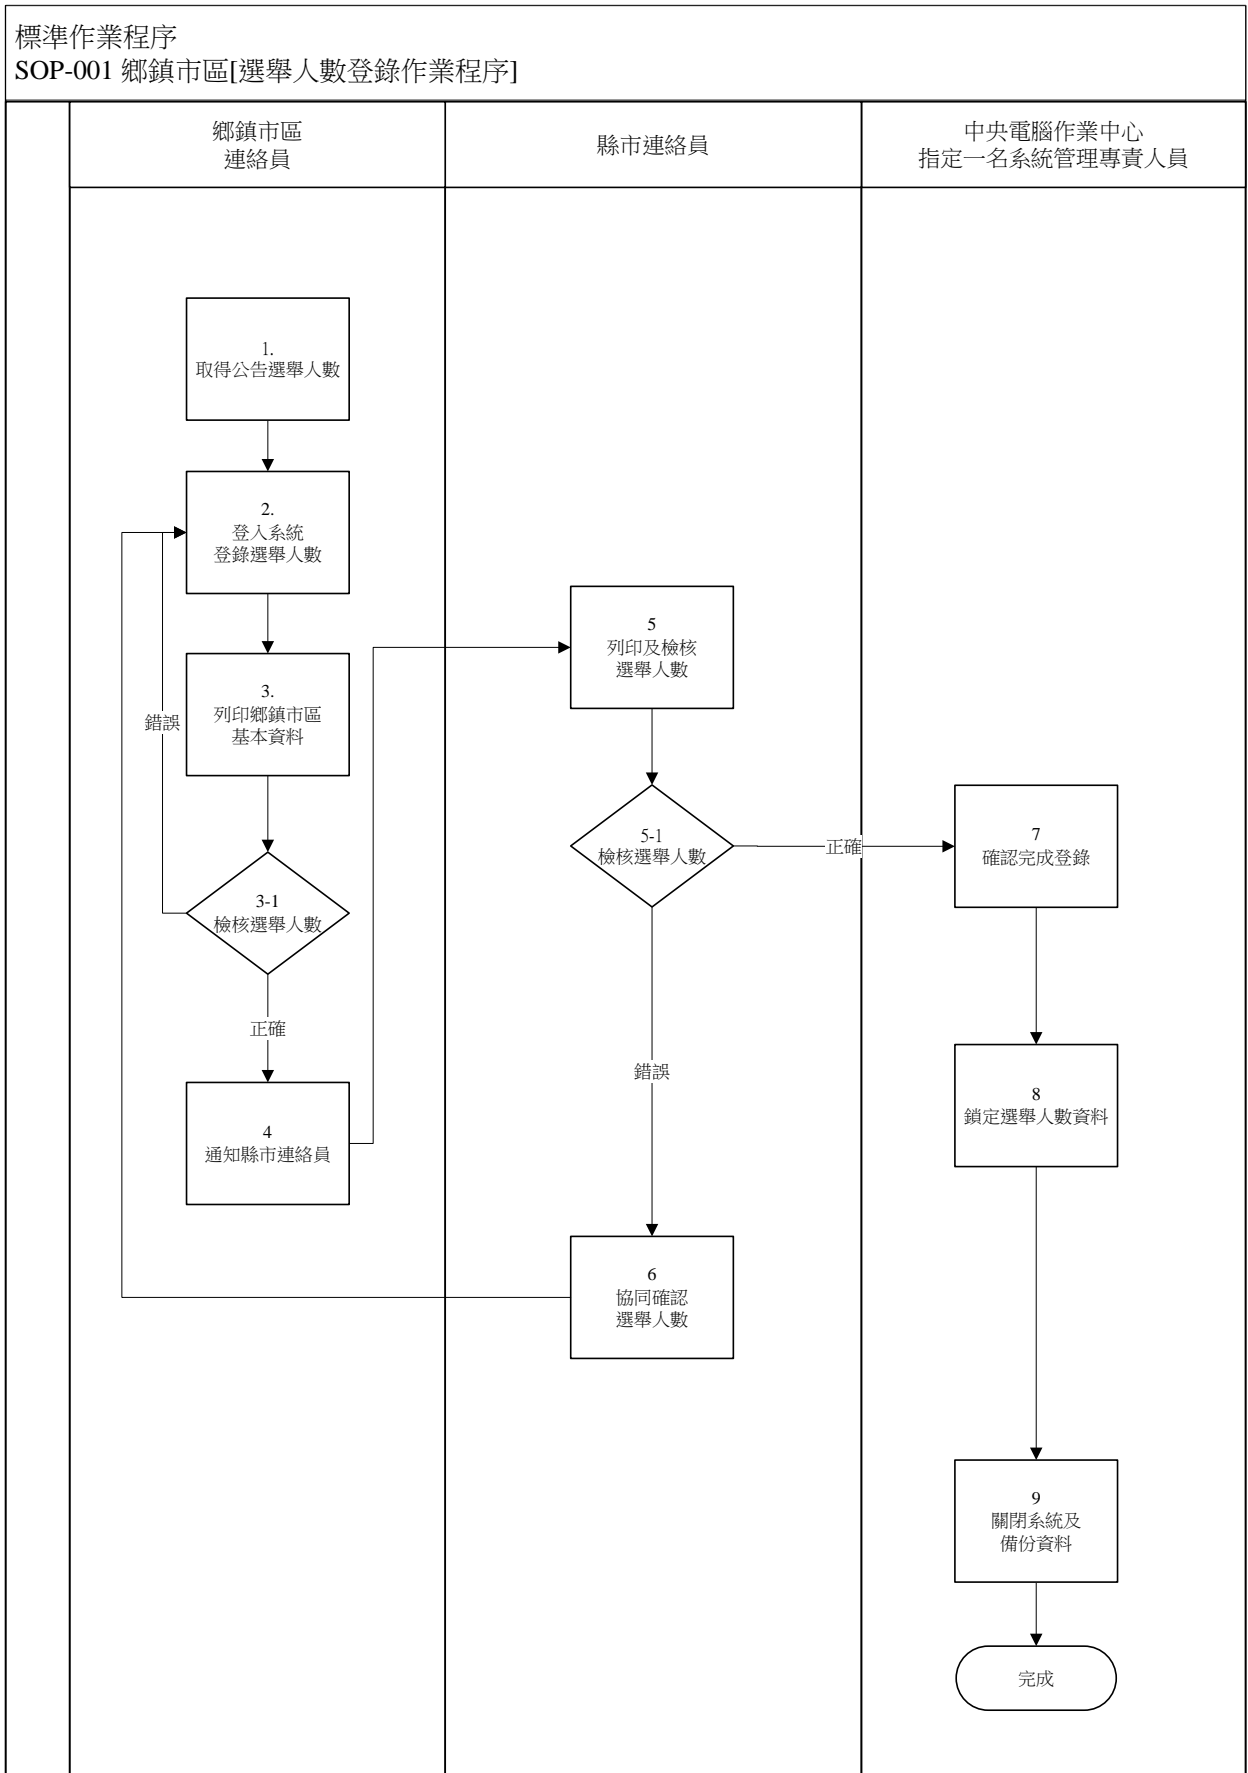 標準作業程序
SOP-001 鄉鎮市區[選舉人數登錄作業程序]
鄉鎮市區
連絡員
縣市連絡員
中央電腦作業中心
指定一名系統管理專責人員
1.
取得公告選舉人數
2.
登入系統
登錄選舉人數
3.
列印鄉鎮市區
基本資料
錯誤
3-1
檢核選舉人數
正確
4
通知縣市連絡員
5
列印及檢核
選舉人數
5-1
檢核選舉人數
正確
錯誤
6
協同確認
選舉人數
7
確認完成登錄
8
鎖定選舉人數資料
9
關閉系統及
備份資料
完成